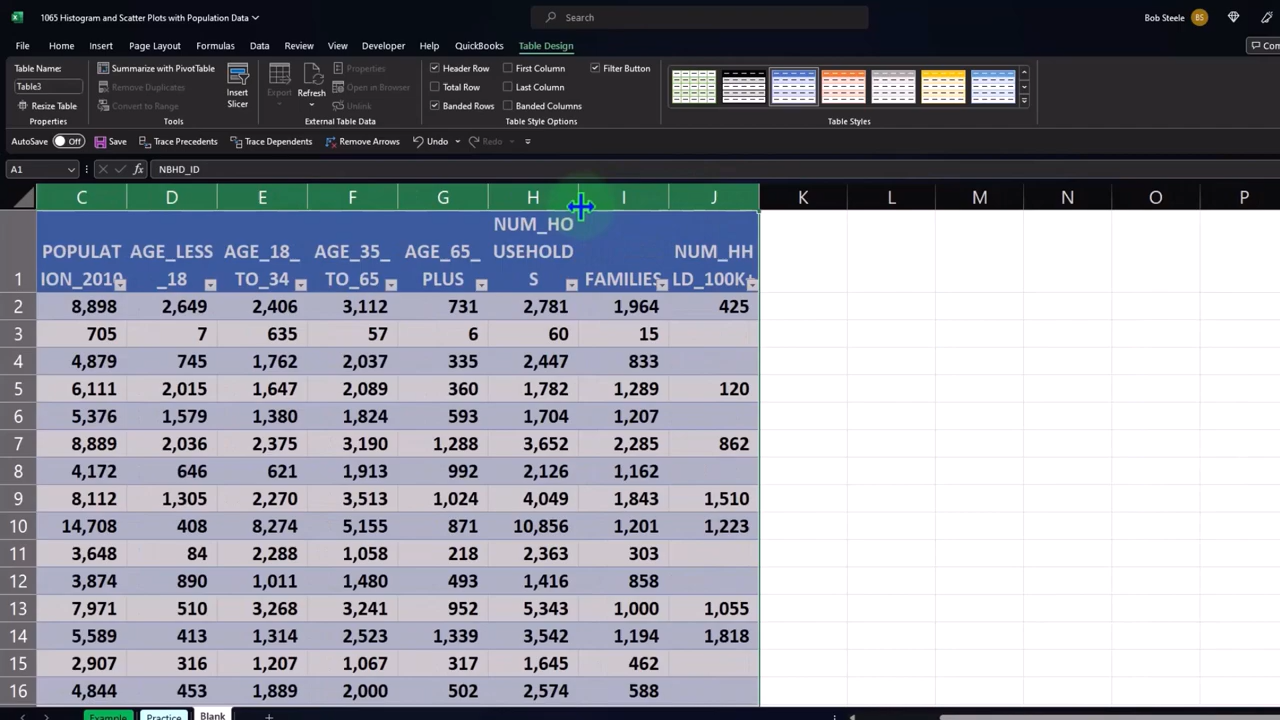 1065 Histogram and Scatter Plots with Population Data
Search
Bob Steele BS
File Home Insert Page Layout Formulas Data Review View Developer Help QuickBooks Table Design
Table Name:
Table3
Resize Table
Properties
Summarize with PivotTable
Remove Duplicates
Convert to Range
Tools
Insert
Slicer
Export
Refresh
Properties
Open in Browser
Unlink
External Table Data
Header Row First Column Filter Button
Total Row Last Column
Banded Rows Banded Columns
Table Style Options
Table Styles
AutoSave Off Save Trace Precedents Trace Dependents Remove Arrows Undo Redo
A1 fx NBHD_ID
C D E F G H I J K L M N O P
1 POPULATION_2010 AGE_LESS_18 AGE_18_TO_34 AGE_35_TO_65 AGE_65_PLUS NUM_HOUSEHOLDS FAMILIES NUM_HHLD_100K+
2 8,898 2,649 2,406 3,112 731 2,781 1,964 425
3 705 7 635 57 6 60 15
4 4,879 745 1,762 2,037 335 2,447 833
5 6,111 2,015 1,647 2,089 360 1,782 1,289 120
6 5,376 1,579 1,380 1,824 593 1,704 1,207
7 8,889 2,036 2,375 3,190 1,288 3,652 2,285 862
8 4,172 646 621 1,913 992 2,126 1,162
9 8,112 1,305 2,270 3,513 1,024 4,049 1,843 1,510
10 14,708 408 8,274 5,155 871 10,856 1,201 1,223
11 3,648 84 2,288 1,058 218 2,363 303
12 3,874 890 1,011 1,480 493 1,416 858
13 7,971 510 3,268 3,241 952 5,343 1,000 1,055
14 5,589 413 1,314 2,523 1,339 3,542 1,194 1,818
15 2,907 316 1,207 1,067 317 1,645 462
16 4,844 453 1,889 2,000 502 2,574 588
Example Practice Blank